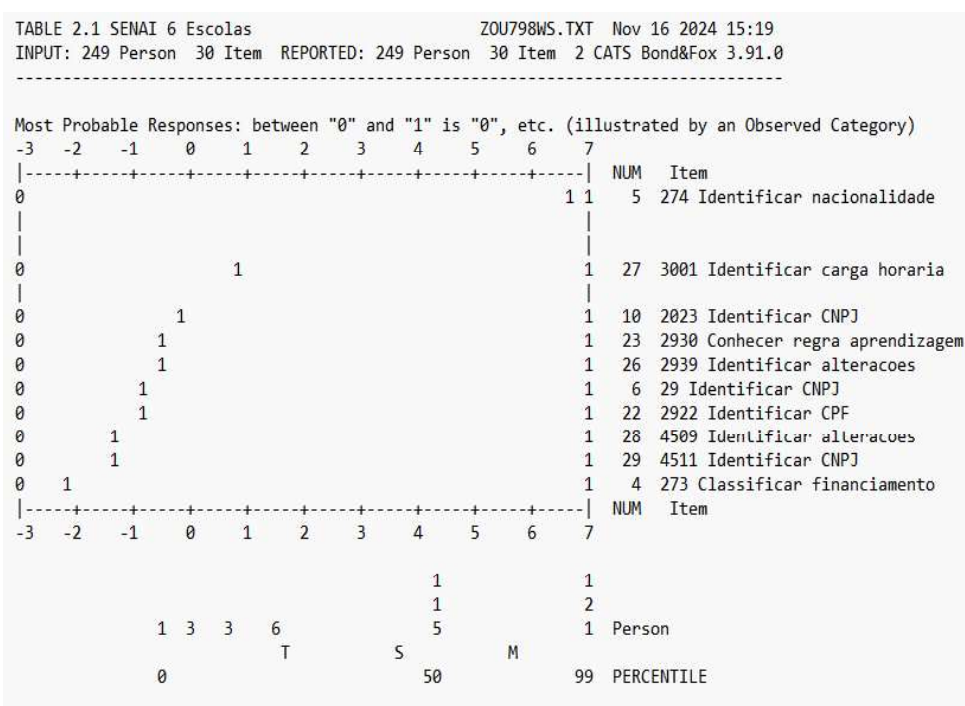 TABLE 2.1 SENAI 6 Escolas                         ZOU798WS.TXT  Nov 16 2024 15:19
INPUT: 249 Person  30 Item  REPORTED: 249 Person  30 Item  2 CATS Bond&Fox 3.91.0
--------------------------------------------------------------------------------
Most Probable Responses: between "0" and "1" is "0", etc. (illustrated by an Observed Category)
-3   -2    -1     0     1     2     3     4     5     6     7
|-----+-----+-----+-----+-----+-----+-----+-----+-----+-----|  NUM   Item
0                                                         1 1    5  274 Identificar nacionalidade
|                                                           |
|                                                           |
0                      1                                    1   27  3001 Identificar carga horaria
|                                                           |
0                1                                          1   10  2023 Identificar CNPJ
0              1                                            1   23  2930 Conhecer regra aprendizagem
0              1                                            1   26  2939 Identificar alteracoes
0            1                                              1    6  29 Identificar CNPJ
0            1                                              1   22  2922 Identificar CPF
0         1                                                 1   28  4509 Identificar alteracoes
0         1                                                 1   29  4511 Identificar CNPJ
0    1                                                      1    4  273 Classificar financiamento
|-----+-----+-----+-----+-----+-----+-----+-----+-----+-----|  NUM   Item
-3   -2    -1     0     1     2     3     4     5     6     7
                                           1               1
                                           1               2
               1  3   3    6               5               1  Person
                            T           S           M
               0                          50              99  PERCENTILE